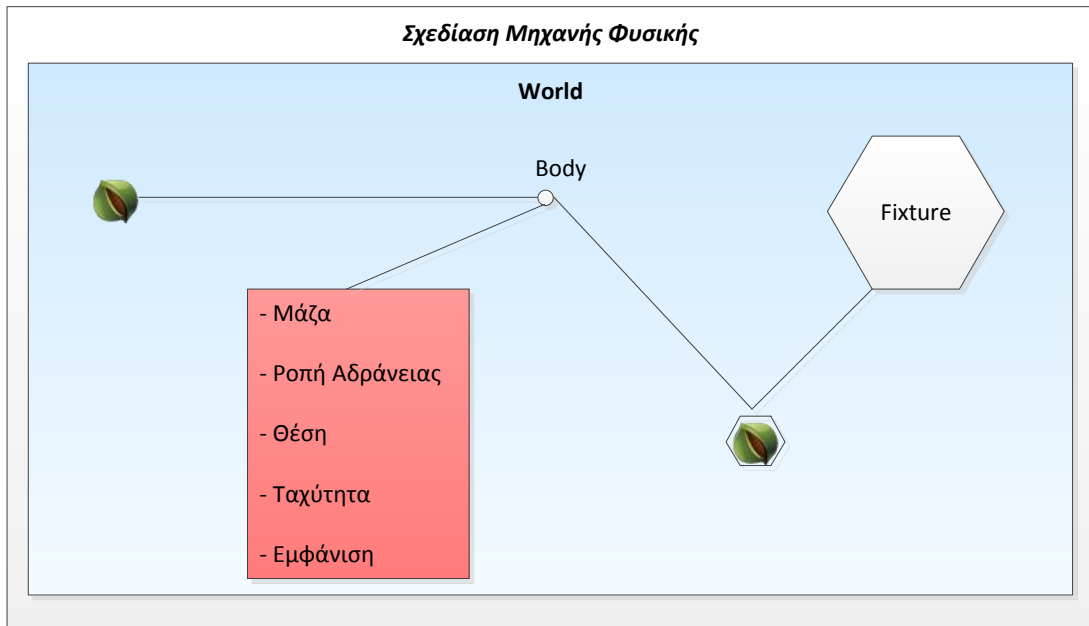 Σχεδίαση Μηχανής Φυσικής
World
Body
Fixture
- Μάζα
- Ροπή Αδράνειας
- Θέση
- Ταχύτητα
- Εμφάνιση